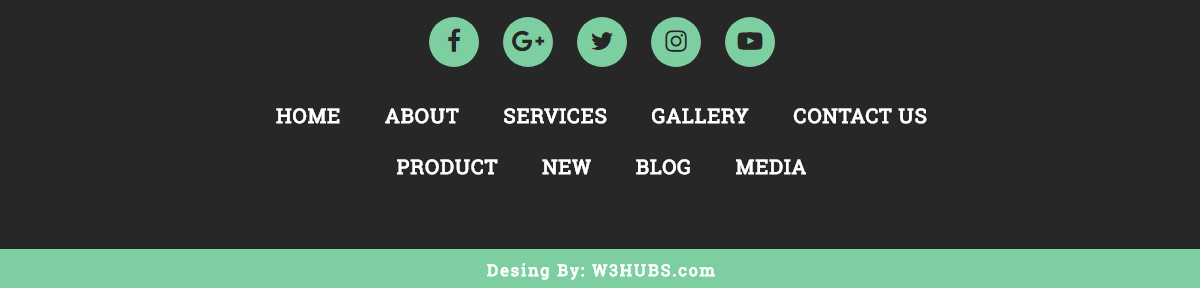 HOME ABOUT SERVICES GALLERY CONTACT US
PRODUCT NEW BLOG MEDIA
Desing By: W3HUBS.com